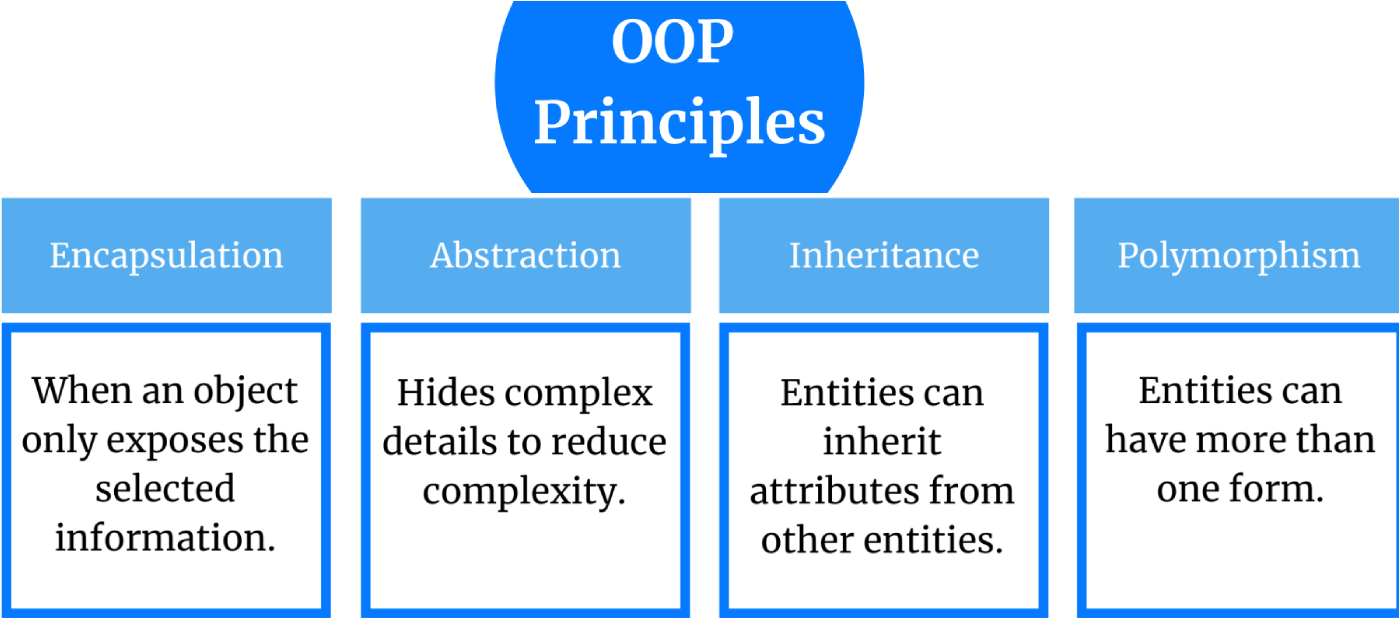 OOP
Principles
Encapsulation
When an object
only exposes the
selected
information.
Abstraction
Hides complex
details to reduce
complexity.
Inheritance
Entities can
inherit
attributes from
other entities.
Polymorphism
Entities can
have more than
one form.